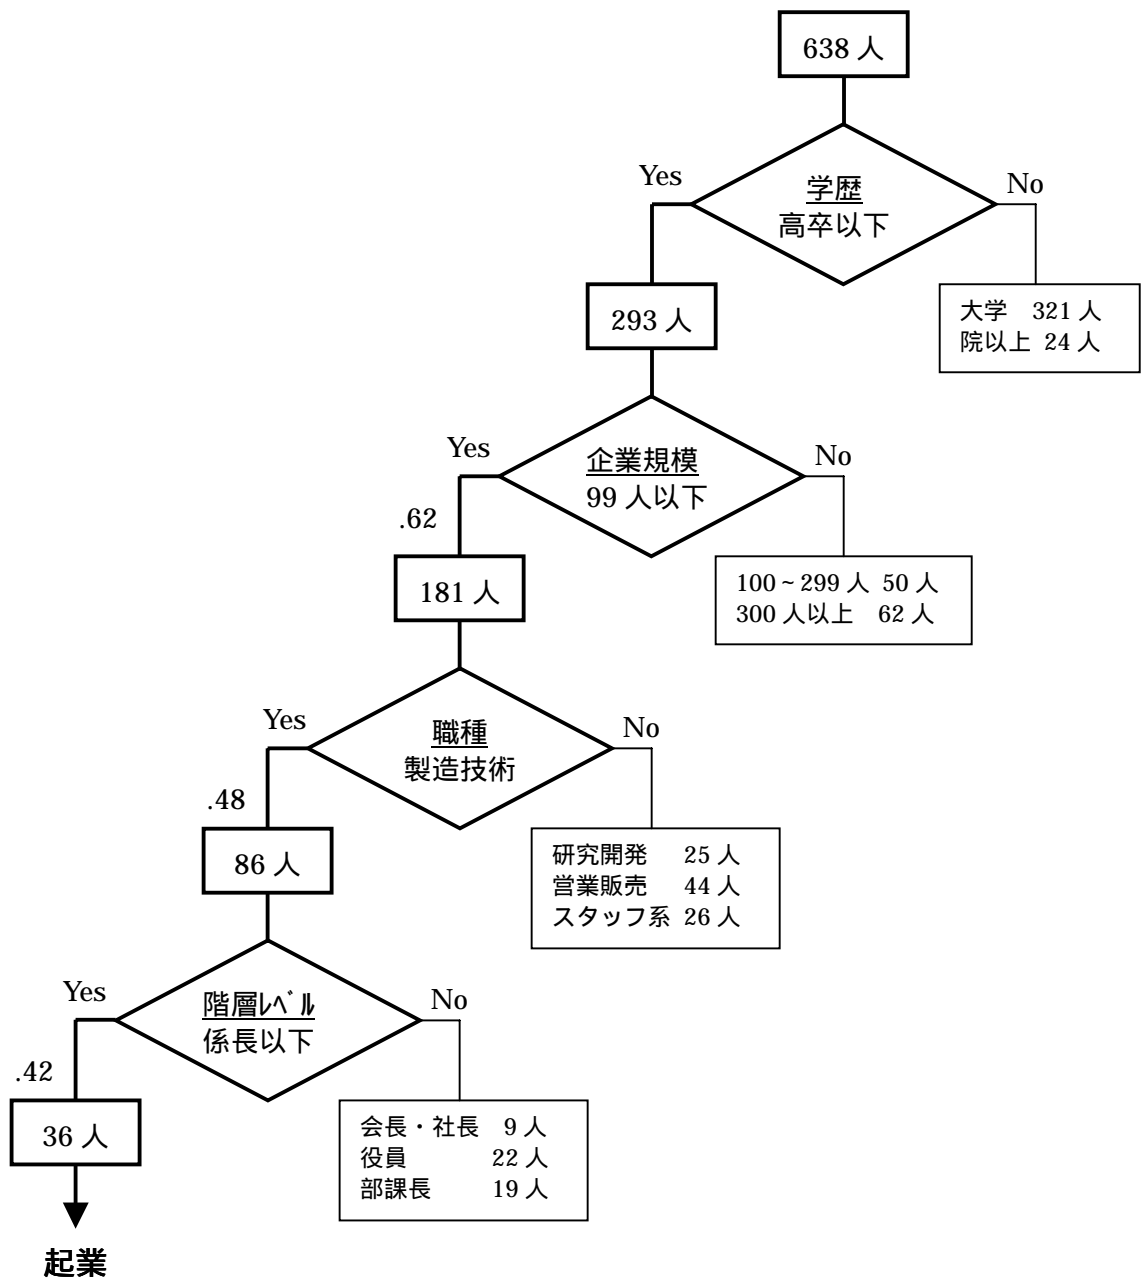 638 人
Yes
学歴
高卒以下
No
293 人
大学 321 人
院以上 24 人
Yes
企業規模
99 人以下
No
.62
181 人
100~299 人 50 人
300 人以上 62 人
Yes
職種
製造技術
No
.48
86 人
研究開発 25 人
営業販売 44 人
スタッフ系 26 人
Yes
階層ﾚﾍﾞﾙ
係長以下
No
.42
36 人
会長・社長 9 人
役員 22 人
部課長 19 人
起業